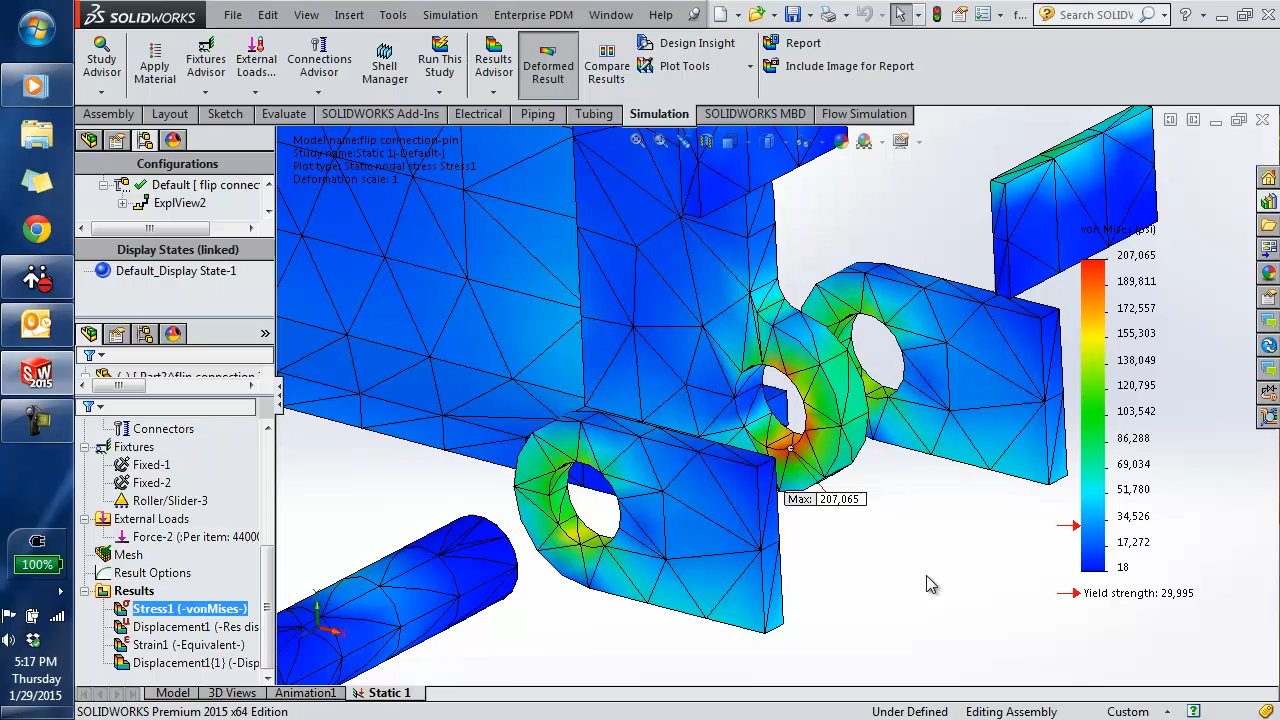 SOLIDWORKS
File Edit View Insert Tools Simulation Enterprise PDM Window Help
f...
Search SOLIDW
Study Advisor
Apply Material
Fixtures Advisor
External Loads...
Connections Advisor
Shell Manager
Run This Study
Results Advisor
Deformed Result
Compare Results
Design Insight
Plot Tools
Report
Include Image for Report
Assembly Layout Sketch Evaluate SOLIDWORKS Add-Ins Electrical Piping Tubing Simulation SOLIDWORKS MBD Flow Simulation
Configurations
Default [ flip connec
ExplView2
Display States (linked)
Default_Display State-1
Connectors
Fixtures
Fixed-1
Fixed-2
Roller/Slider-3
External Loads
Force-2 (:Per item: 44000
Mesh
Result Options
Results
Stress1 (-vonMises-)
Displacement1 (-Res dis
Strain1 (-Equivalent-)
Displacement1{1} (-Disp
Model name:flip connection-pin
Study name:Static 1(-Default-)
Plot type: Static nodal stress Stress1
Deformation scale: 1
von Mises (psi)
207,065
189,811
172,557
155,303
138,049
120,795
103,542
86,288
69,034
51,780
34,526
17,272
18
Yield strength: 29,995
Max: 207,065
SW 2015
100%
5:17 PM
Thursday
1/29/2015
Model 3D Views Animation1 Static 1
SOLIDWORKS Premium 2015 x64 Edition
Under Defined Editing Assembly Custom